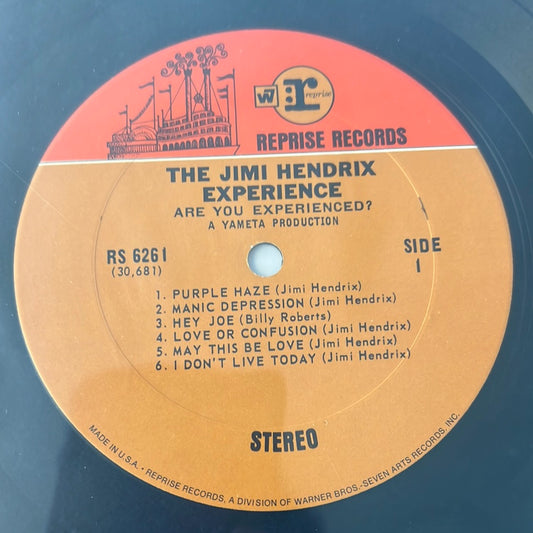 W
r
reprise
REPRISE RECORDS
THE JIMI HENDRIX
EXPERIENCE
ARE YOU EXPERIENCED?
A YAMETA PRODUCTION
RS 6261
(30,681)
SIDE
1
1. PURPLE HAZE (Jimi Hendrix)
2. MANIC DEPRESSION (Jimi Hendrix)
3. HEY JOE (Billy Roberts)
4. LOVE OR CONFUSION (Jimi Hendrix)
5. MAY THIS BE LOVE (Jimi Hendrix)
6. I DON'T LIVE TODAY (Jimi Hendrix)
STEREO
MADE IN U.S.A. • REPRISE RECORDS, A DIVISION OF WARNER BROS.-SEVEN ARTS RECORDS, INC.